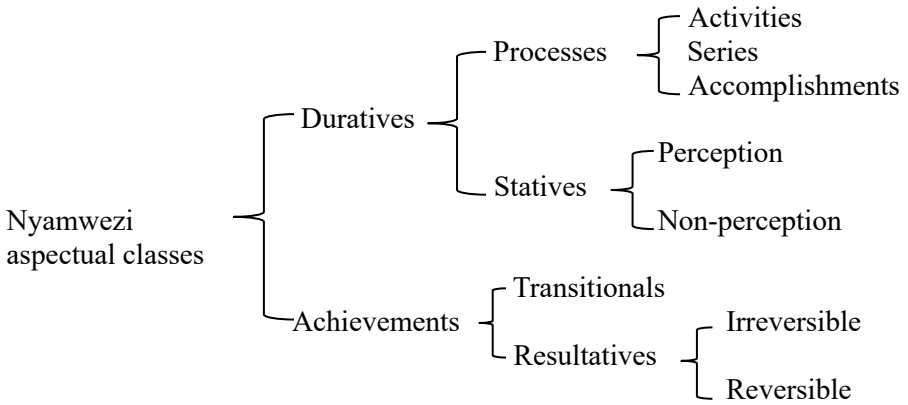 Activities
Processes
Series
Accomplishments
Duratives
Perception
Statives
Non-perception
Nyamwezi
aspectual classes
Transitionals
Achievements
Irreversible
Resultatives
Reversible